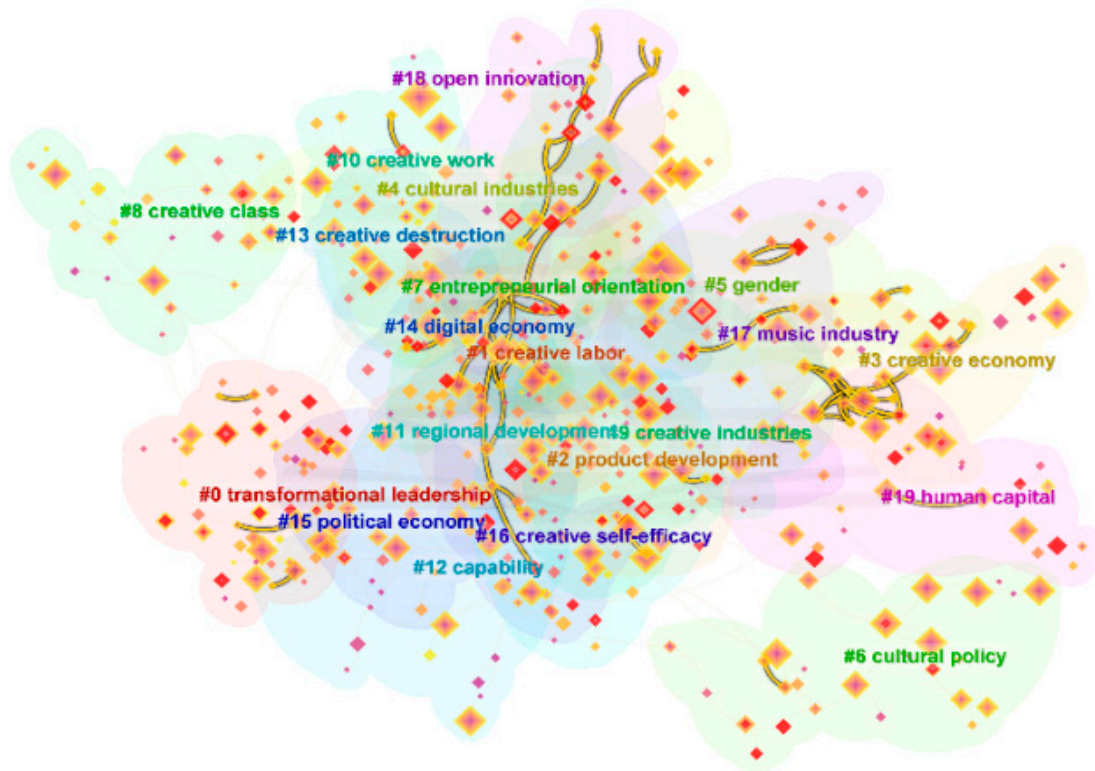 #18 open innovation
#10 creative work
#4 cultural industries
#8 creative class
#13 creative destruction
#7 entrepreneurial orientation
#5 gender
#14 digital economy
#17 music industry
#1 creative labor
#3 creative economy
#11 regional development
#9 creative industries
#2 product development
#0 transformational leadership
#19 human capital
#15 political economy
#16 creative self-efficacy
#12 capability
#6 cultural policy